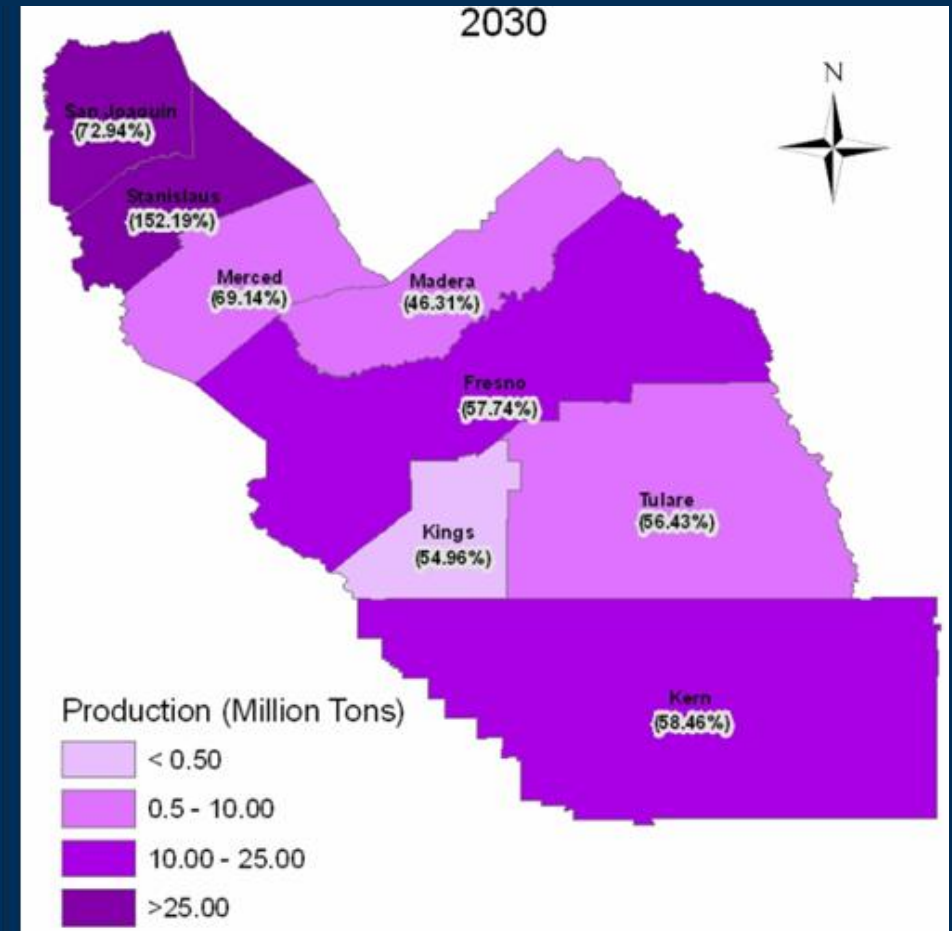 2030
N
San Joaquin
(72.94%)
Stanislaus
(152.19%)
Merced
(69.14%)
Madera
(46.31%)
Fresno
(57.74%)
Tulare
(56.43%)
Kings
(54.96%)
Kern
(58.46%)
Production (Million Tons)
< 0.50
0.5 - 10.00
10.00 - 25.00
>25.00